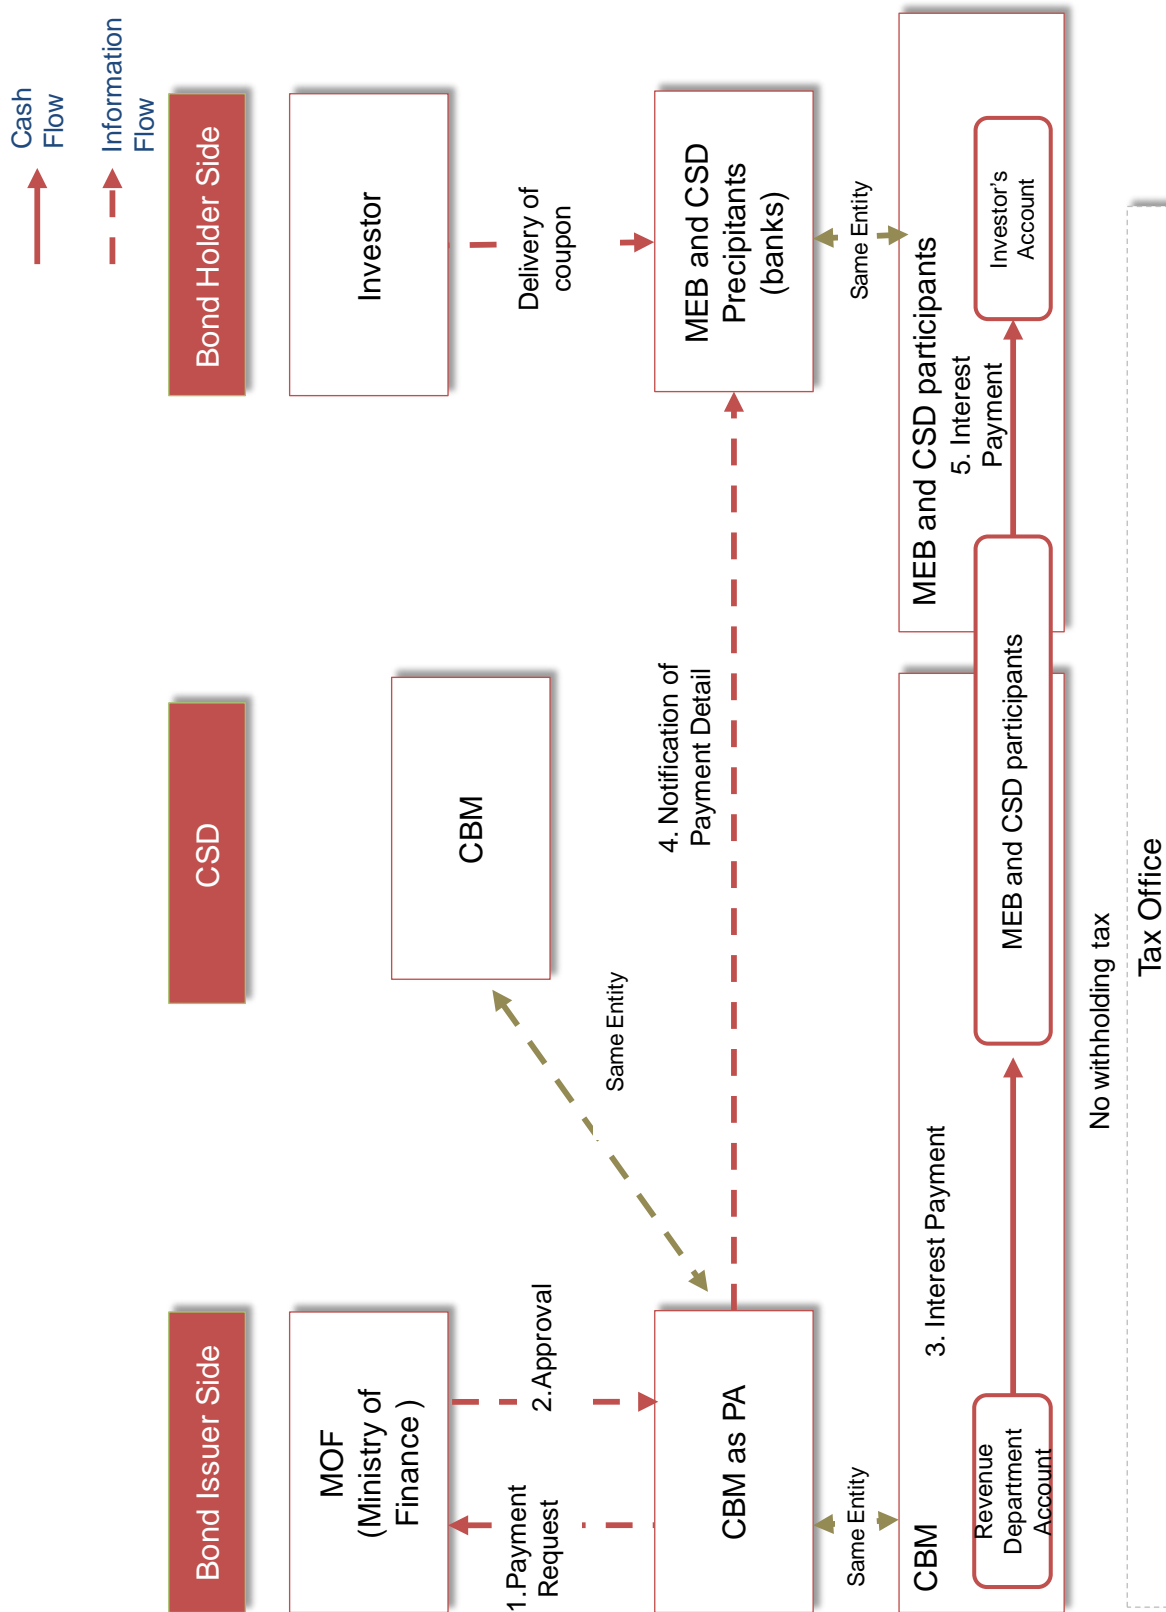 Cash
Flow
Information
Flow
Bond Issuer Side
CSD
Bond Holder Side
MOF
(Ministry of
Finance )
CBM
Investor
1.Payment
Request
2.Approval
Same Entity
Delivery of
coupon
CBM as PA
4. Notification of
Payment Detail
MEB and CSD
Precipitants
(banks)
Same Entity
Same Entity
CBM
3. Interest Payment
Revenue
Department
Account
MEB and CSD participants
MEB and CSD participants
5. Interest
Payment
Investor's
Account
No withholding tax
Tax Office